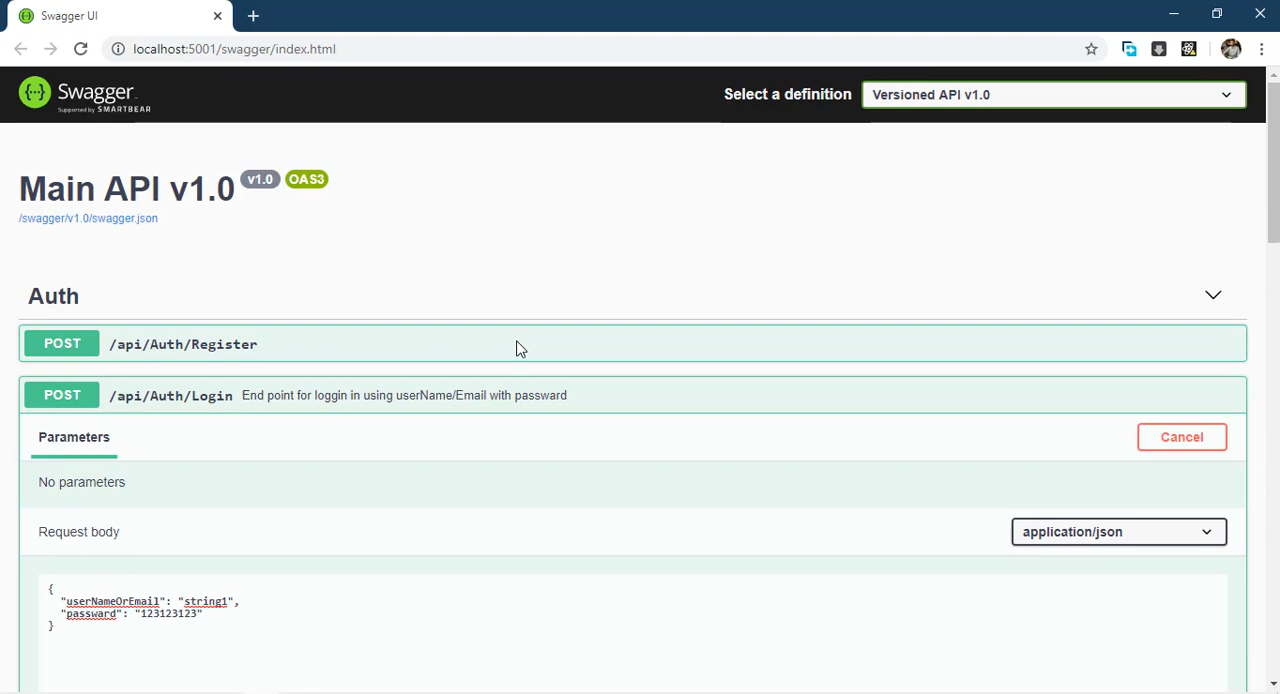 Swagger UI
localhost:5001/swagger/index.html
Swagger
Supported by SMARTBEAR
Select a definition
Versioned API v1.0
Main API v1.0 v1.0 OAS3
/swagger/v1.0/swagger.json
Auth
POST /api/Auth/Register
POST /api/Auth/Login End point for loggin in using userName/Email with password
Parameters
Cancel
No parameters
Request body
application/json
{
"userNameOrEmail": "string1",
"passward": "123123123"
}